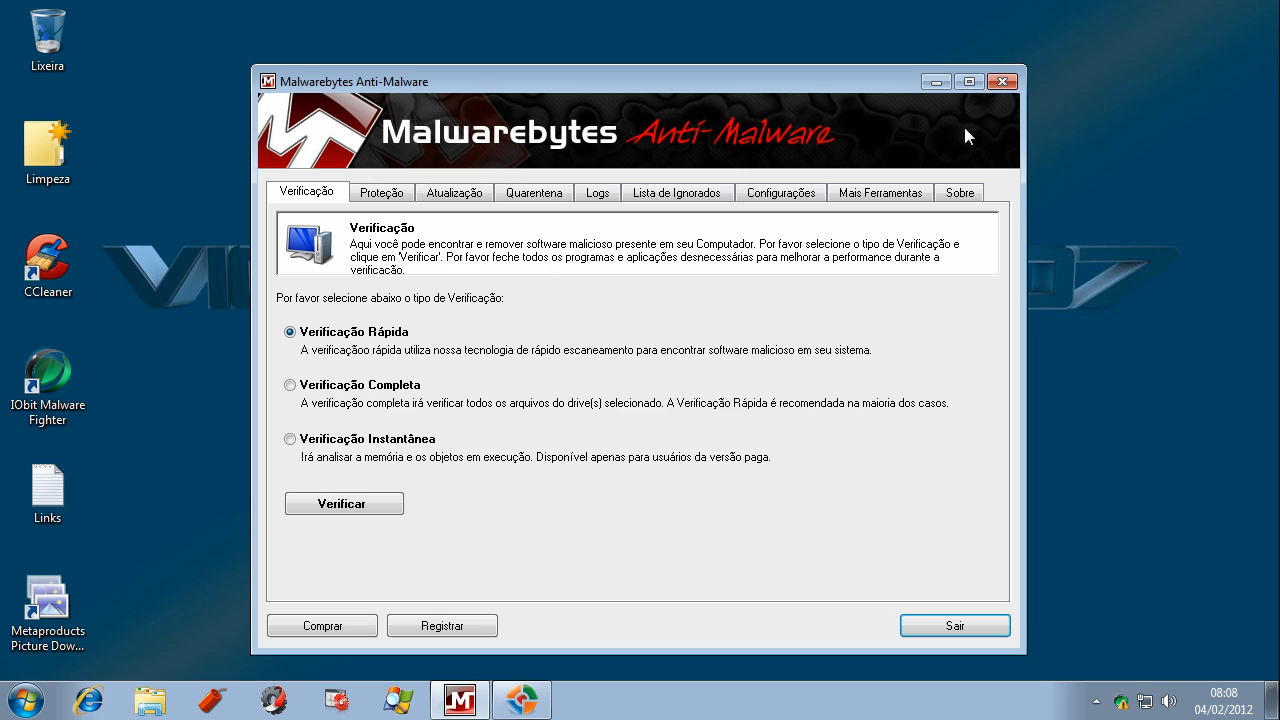 Lixeira
Limpeza
CCleaner
IObit Malware
Fighter
Links
Metaproducts
Picture Dow...
Malwarebytes Anti-Malware
Malwarebytes Anti-Malware
Verificação
Proteção
Atualização
Quarentena
Logs
Lista de Ignorados
Configurações
Mais Ferramentas
Sobre
Verificação
Aqui você pode encontrar e remover software malicioso presente em seu Computador. Por favor selecione o tipo de Verificação e
clique em 'Verificar'. Por favor feche todos os programas e aplicações desnecessárias para melhorar a performance durante a
verificação.
Por favor selecione abaixo o tipo de Verificação:
Verificação Rápida
A verificaçãoo rápida utiliza nossa tecnologia de rápido escaneamento para encontrar software malicioso em seu sistema.
Verificação Completa
A verificação completa irá verificar todos os arquivos do drive(s) selecionado. A Verificação Rápida é recomendada na maioria dos casos.
Verificação Instantânea
Irá analisar a memória e os objetos em execução. Disponível apenas para usuários da versão paga.
Verificar
Comprar
Registrar
Sair
08:08
04/02/2012